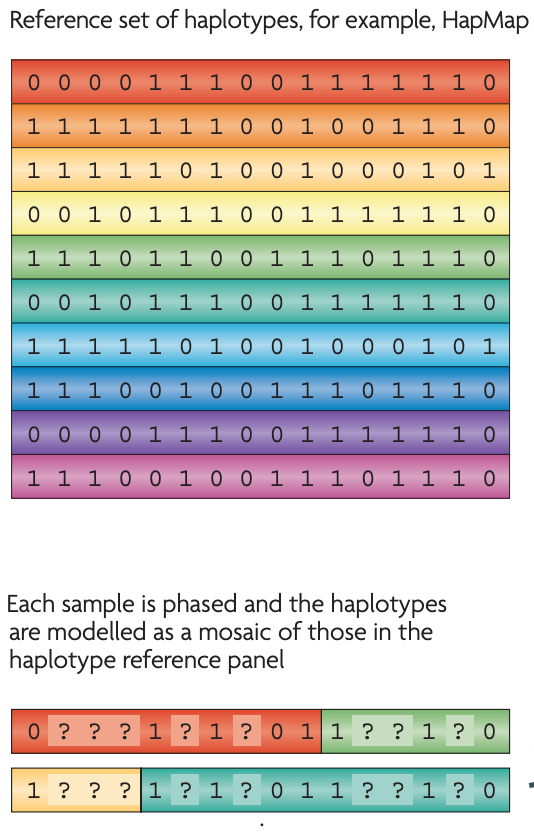 Reference set of haplotypes, for example, HapMap
0 0 0 0 1 1 1 0 0 1 1 1 1 1 1 0
1 1 1 1 1 1 1 0 0 1 0 0 1 1 1 0
1 1 1 1 1 0 1 0 0 1 0 0 0 1 0 1
0 0 1 0 1 1 1 0 0 1 1 1 1 1 1 0
1 1 1 0 1 1 0 0 1 1 1 0 1 1 1 0
0 0 1 0 1 1 1 0 0 1 1 1 1 1 1 0
1 1 1 1 1 0 1 0 0 1 0 0 0 1 0 1
1 1 1 0 0 1 0 0 1 1 1 0 1 1 1 0
0 0 0 0 1 1 1 0 0 1 1 1 1 1 1 0
1 1 1 0 0 1 0 0 1 1 1 0 1 1 1 0
Each sample is phased and the haplotypes
are modelled as a mosaic of those in the
haplotype reference panel
0 ? ? ? 1 ? 1 ? 0 1 1 ? ? 1 ? 0
1 ? ? ? 1 ? 1 ? 0 1 1 ? ? 1 ? 0